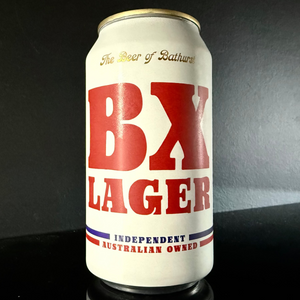 The Beer of Bathurst
BX
LAGER
INDEPENDENT
AUSTRALIAN OWNED